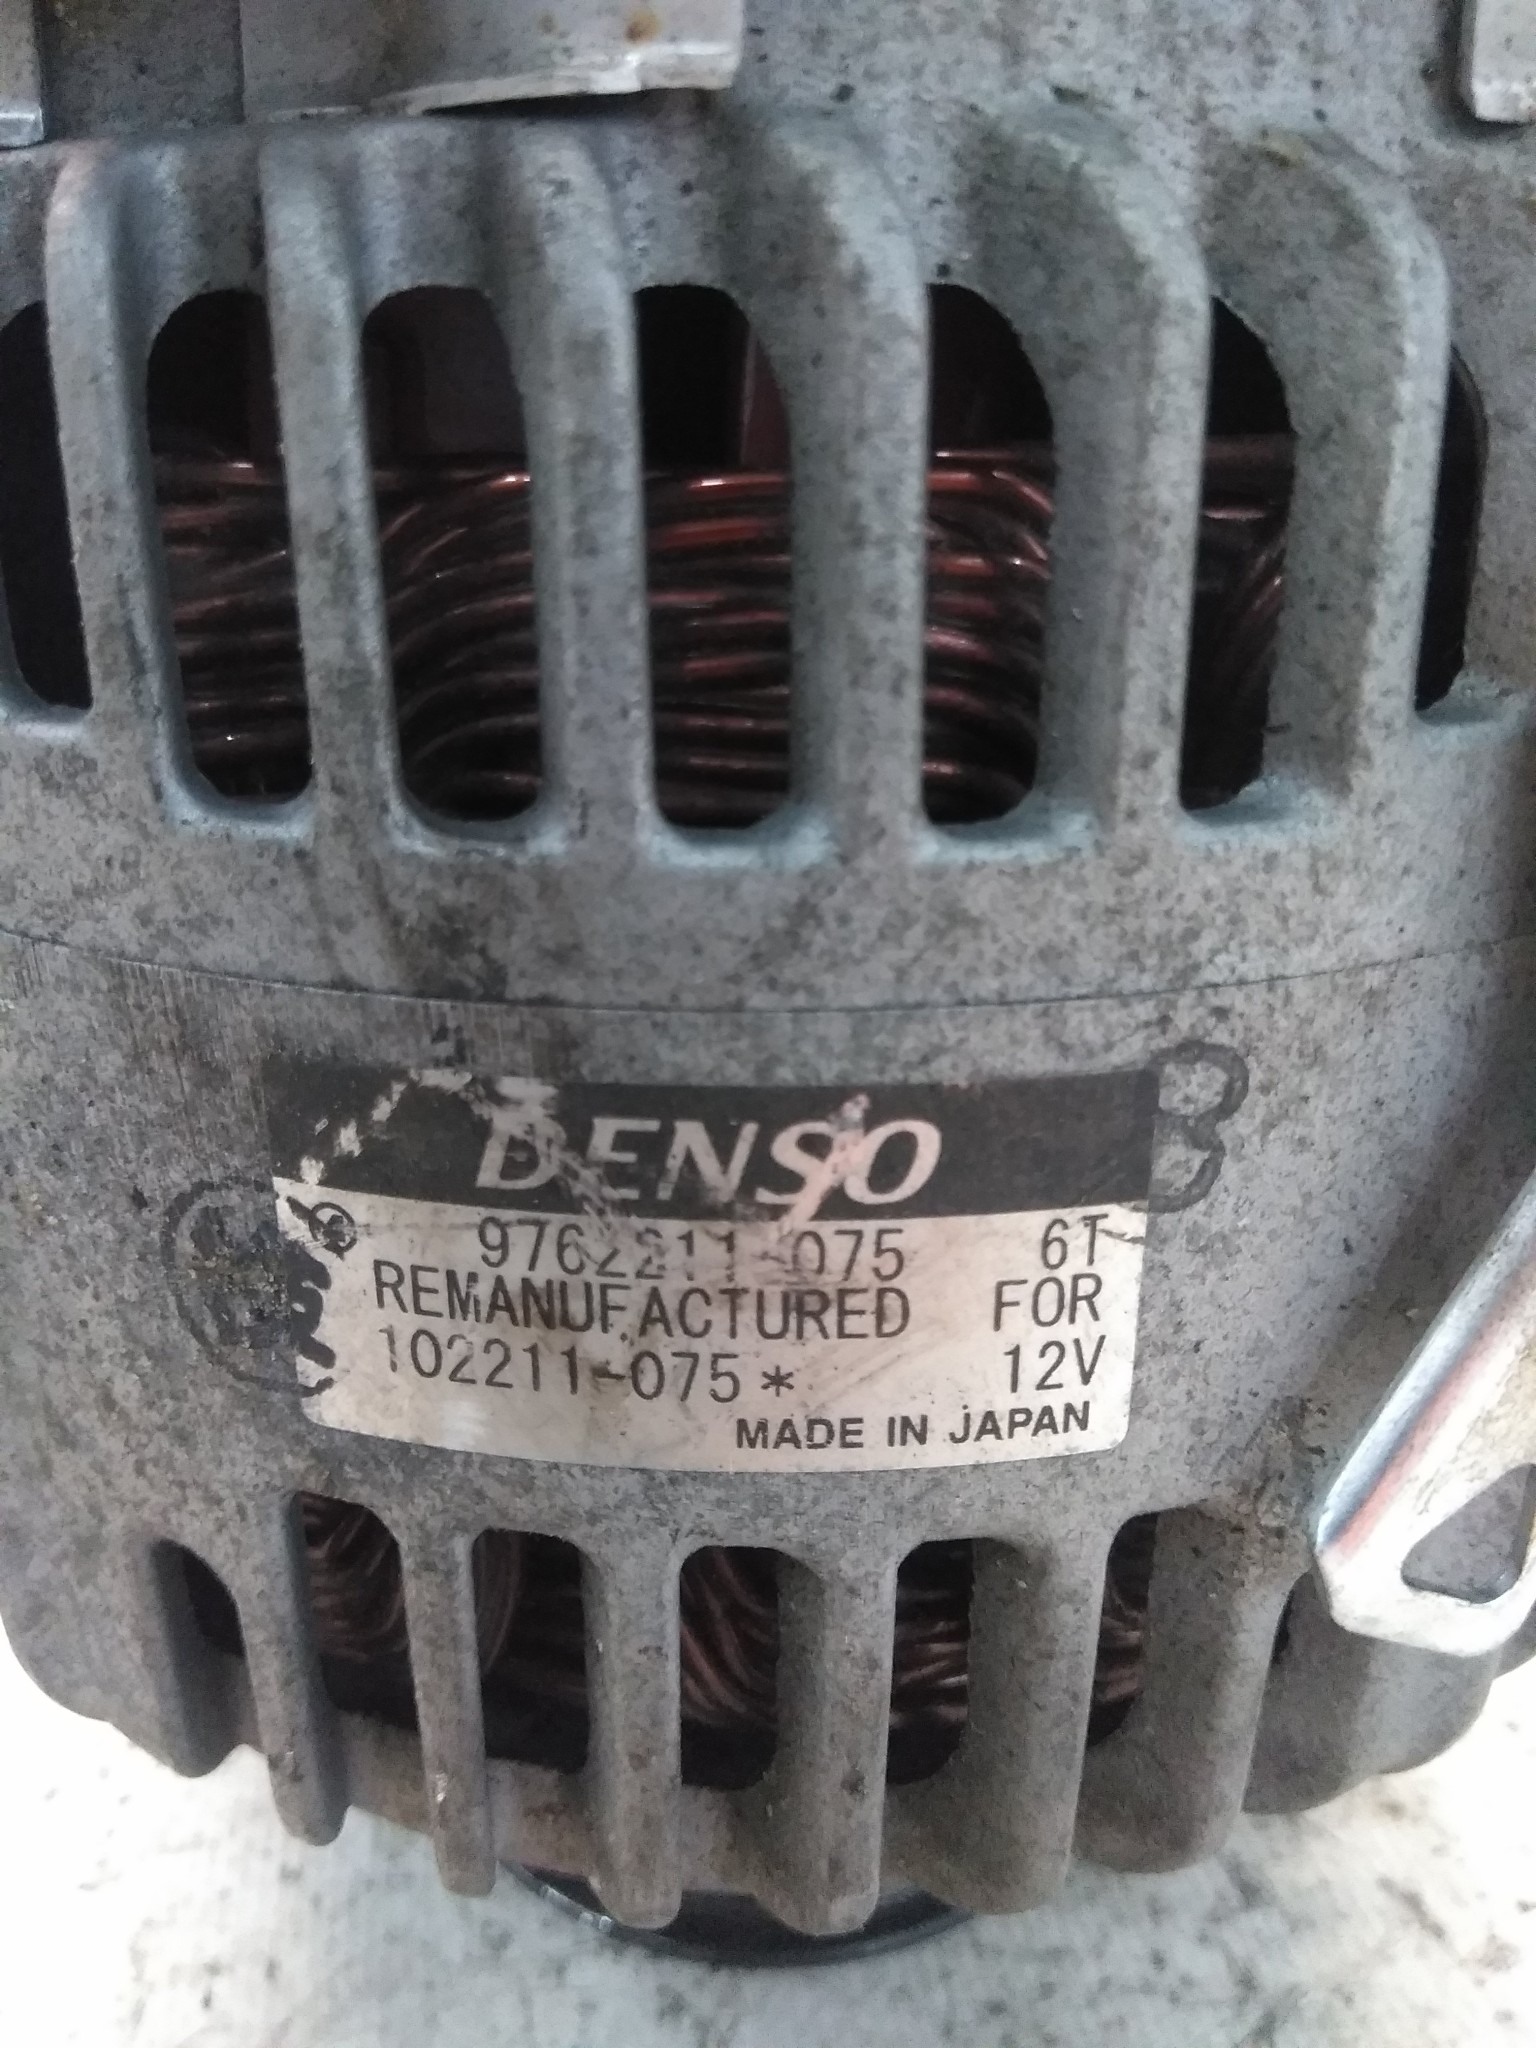 DENSO
9762211-075 6T
REMANUFACTURED FOR
102211-075* 12V
MADE IN JAPAN